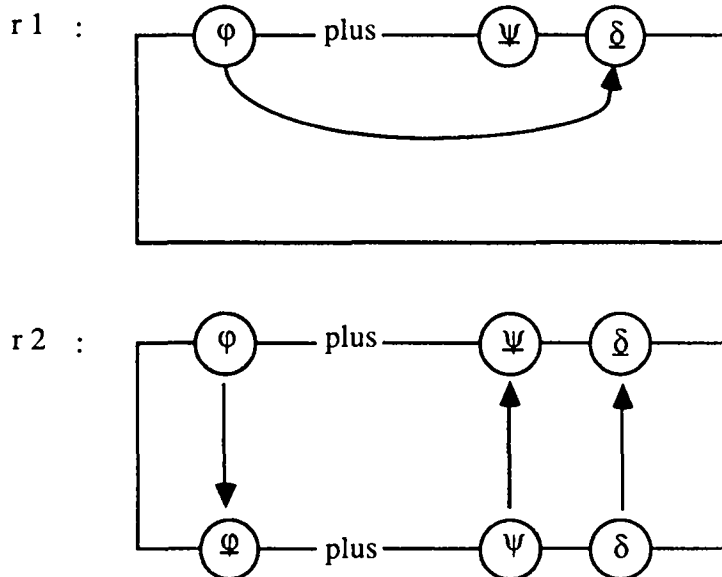 r 1 : φ plus ψ̲ δ̲
r 2 : φ plus ψ̲ δ̲
φ̲ plus ψ δ